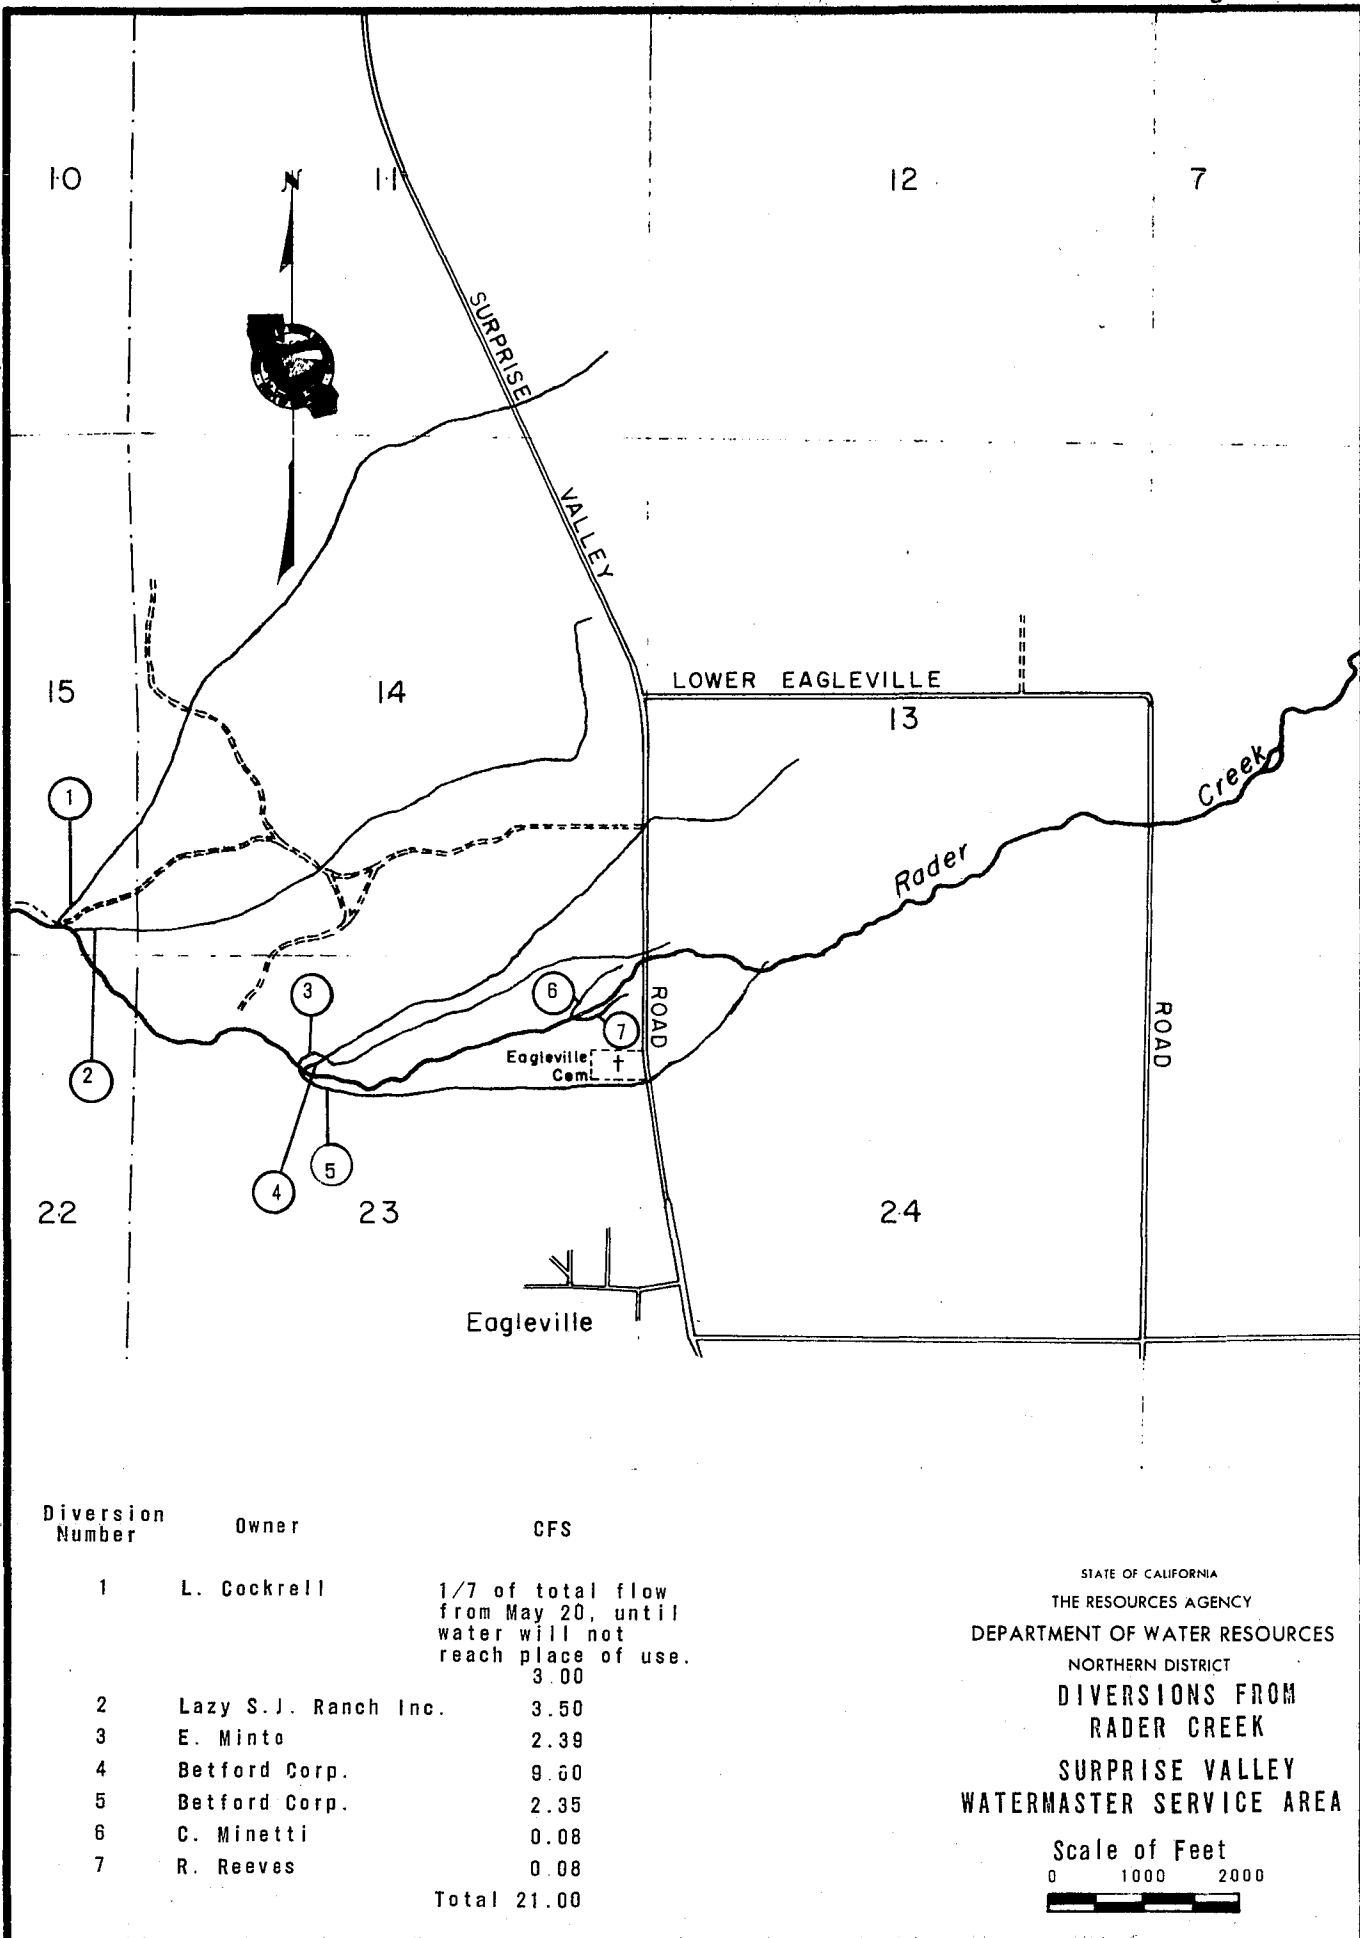 10
11
12
7
N
SURPRISE
VALLEY
LOWER EAGLEVILLE
15
14
13
1
Creek
Rader
3
6
ROAD
ROAD
7
Eagleville
Cem.
2
5
4
22
23
24
Eagleville
Diversion Number Owner CFS
1 L. Cockrell 1/7 of total flow
from May 20, until
water will not
reach place of use.
3.00
2 Lazy S.J. Ranch Inc. 3.50
3 E. Minto 2.39
4 Betford Corp. 9.60
5 Betford Corp. 2.35
6 C. Minetti 0.08
7 R. Reeves 0.08
Total 21.00
STATE OF CALIFORNIA
THE RESOURCES AGENCY
DEPARTMENT OF WATER RESOURCES
NORTHERN DISTRICT
DIVERSIONS FROM
RADER CREEK
SURPRISE VALLEY
WATERMASTER SERVICE AREA
Scale of Feet
0 1000 2000